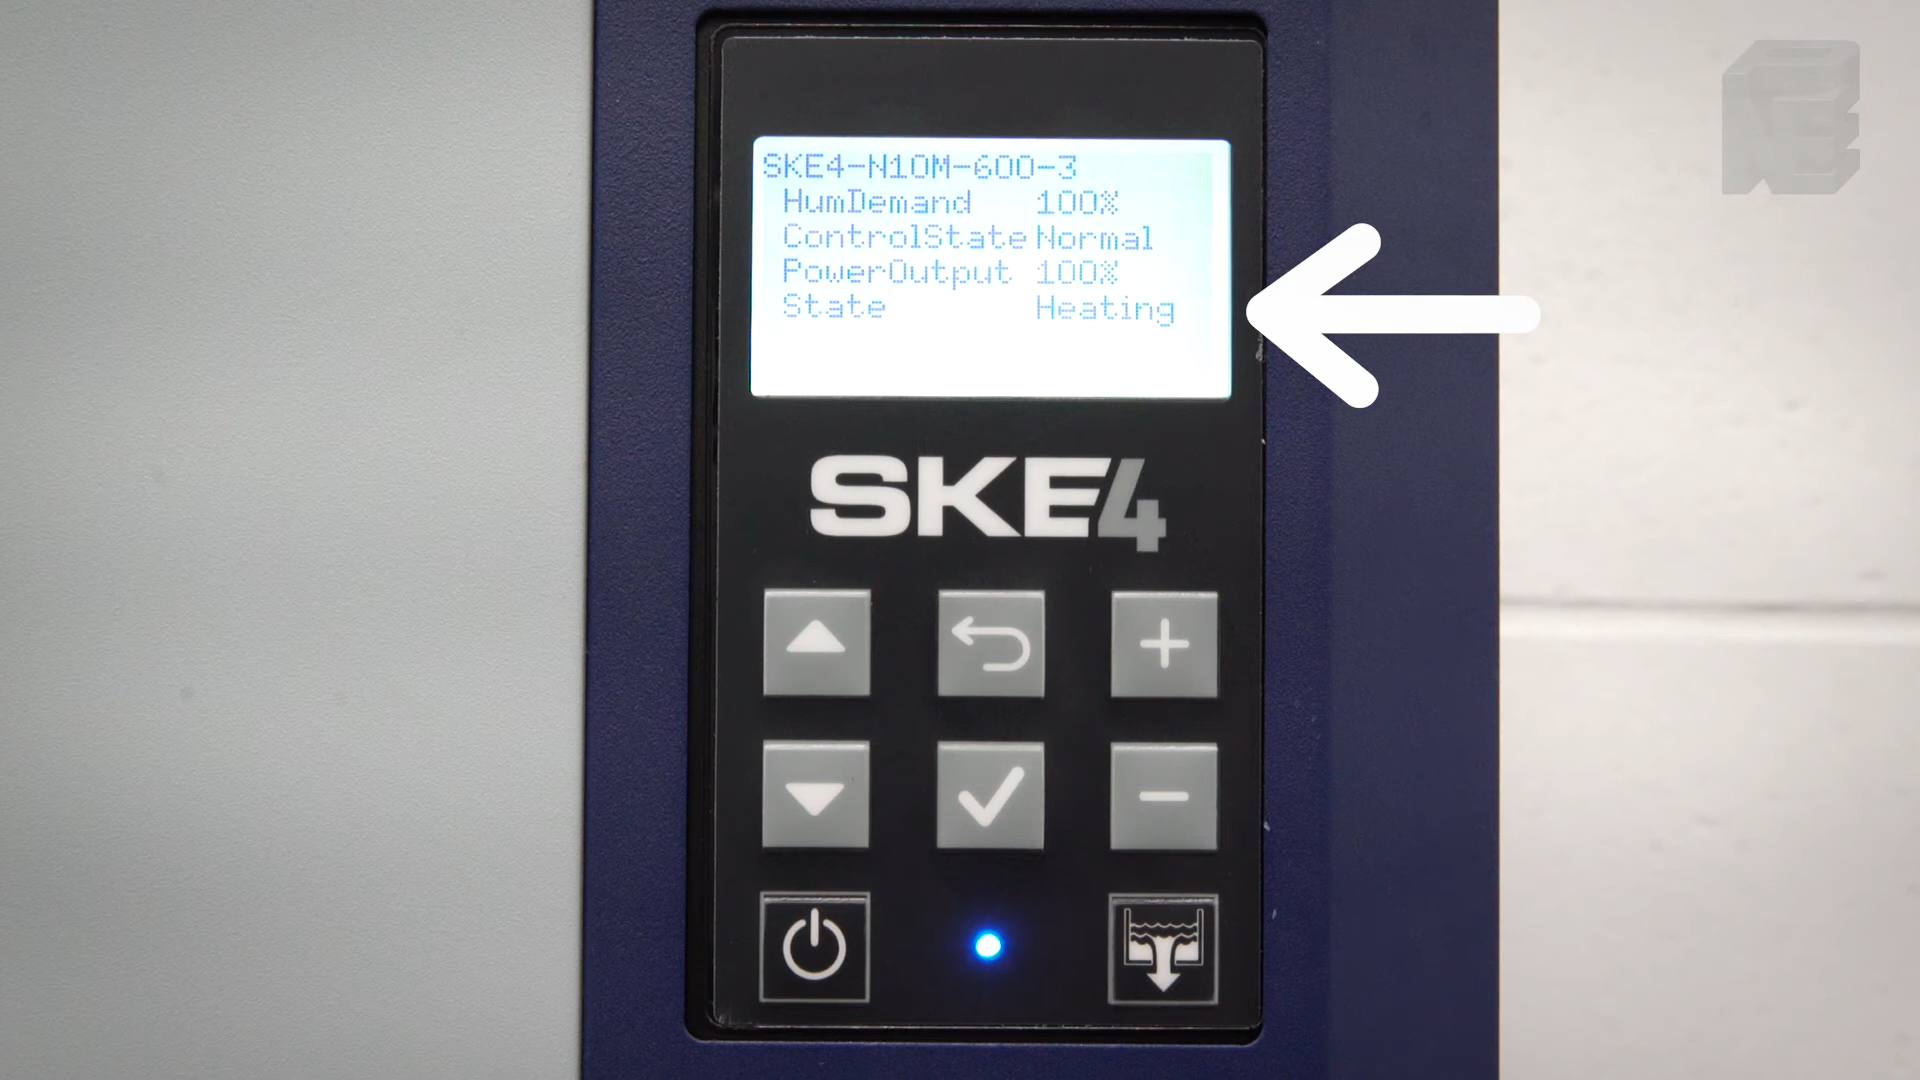 SKE4-N10M-600-3
HumDemand 100%
ControlState Normal
PowerOutput 100%
State Heating
SKE4